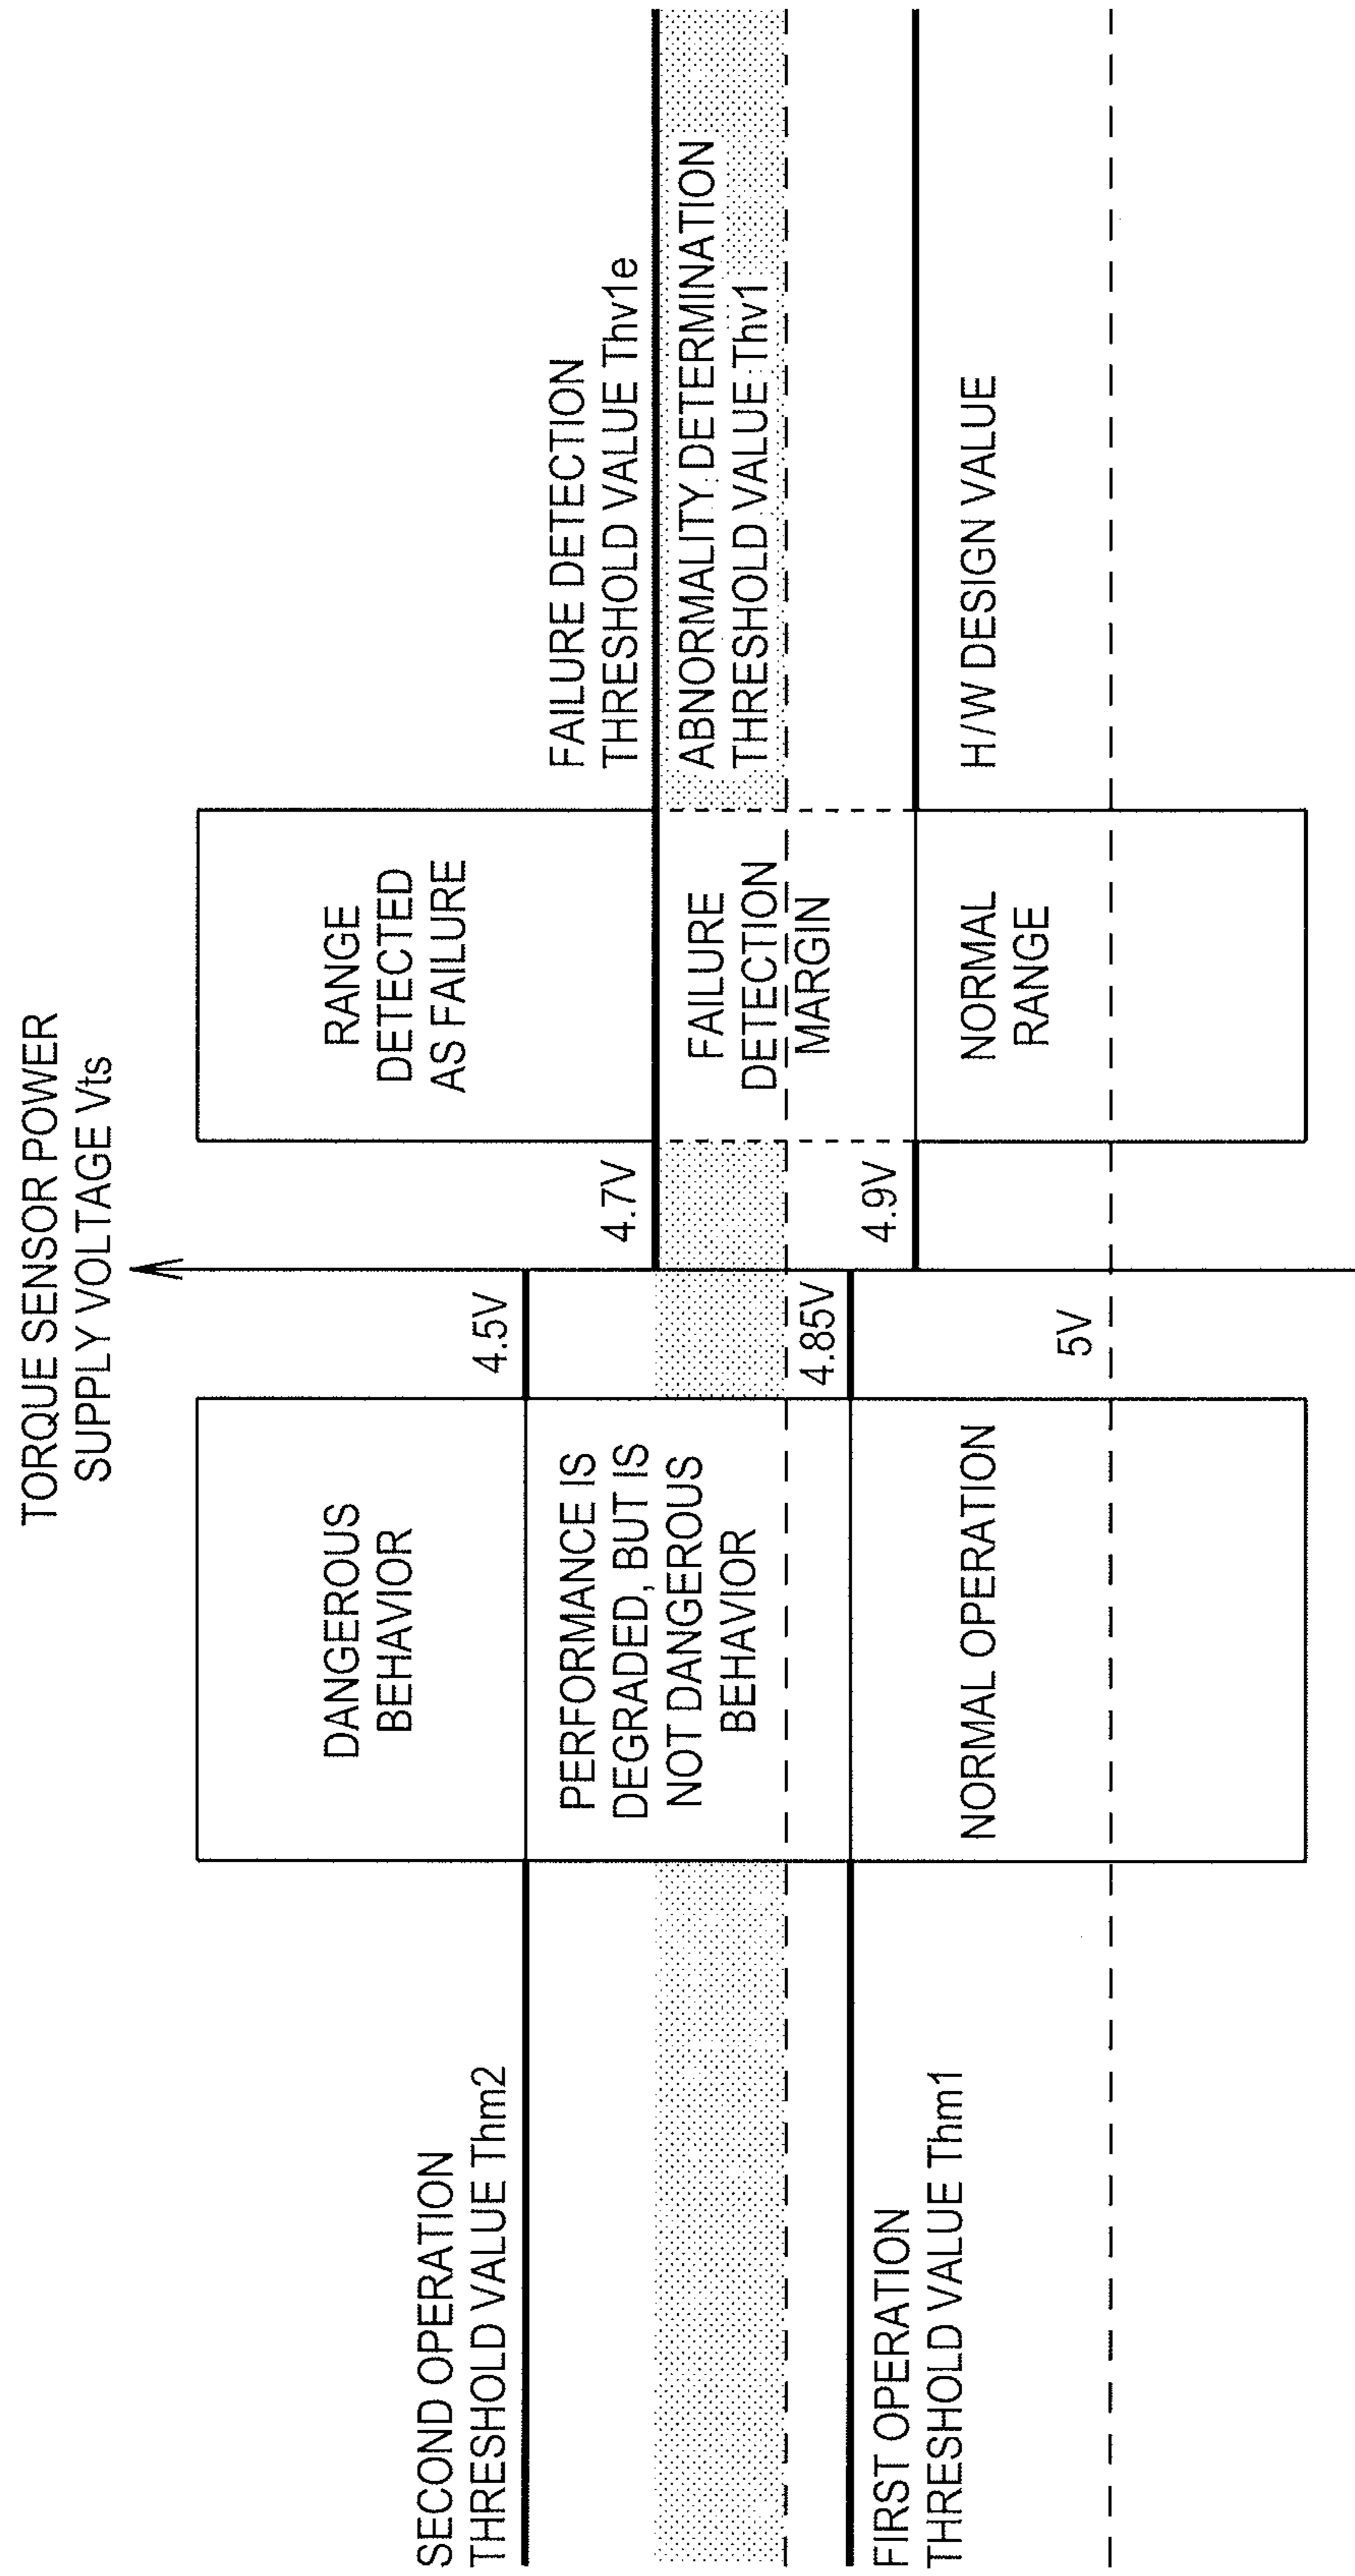 TORQUE SENSOR POWER
SUPPLY VOLTAGE Vts
DANGEROUS
BEHAVIOR
RANGE
DETECTED
AS FAILURE
SECOND OPERATION
THRESHOLD VALUE Thm2
4.5V
4.7V
FAILURE DETECTION
THRESHOLD VALUE Thv1e
PERFORMANCE IS
DEGRADED, BUT IS
NOT DANGEROUS
BEHAVIOR
FAILURE
DETECTION
MARGIN
ABNORMALITY DETERMINATION
THRESHOLD VALUE Thv1
4.85V
4.9V
FIRST OPERATION
THRESHOLD VALUE Thm1
NORMAL OPERATION
5V
NORMAL
RANGE
H/W DESIGN VALUE